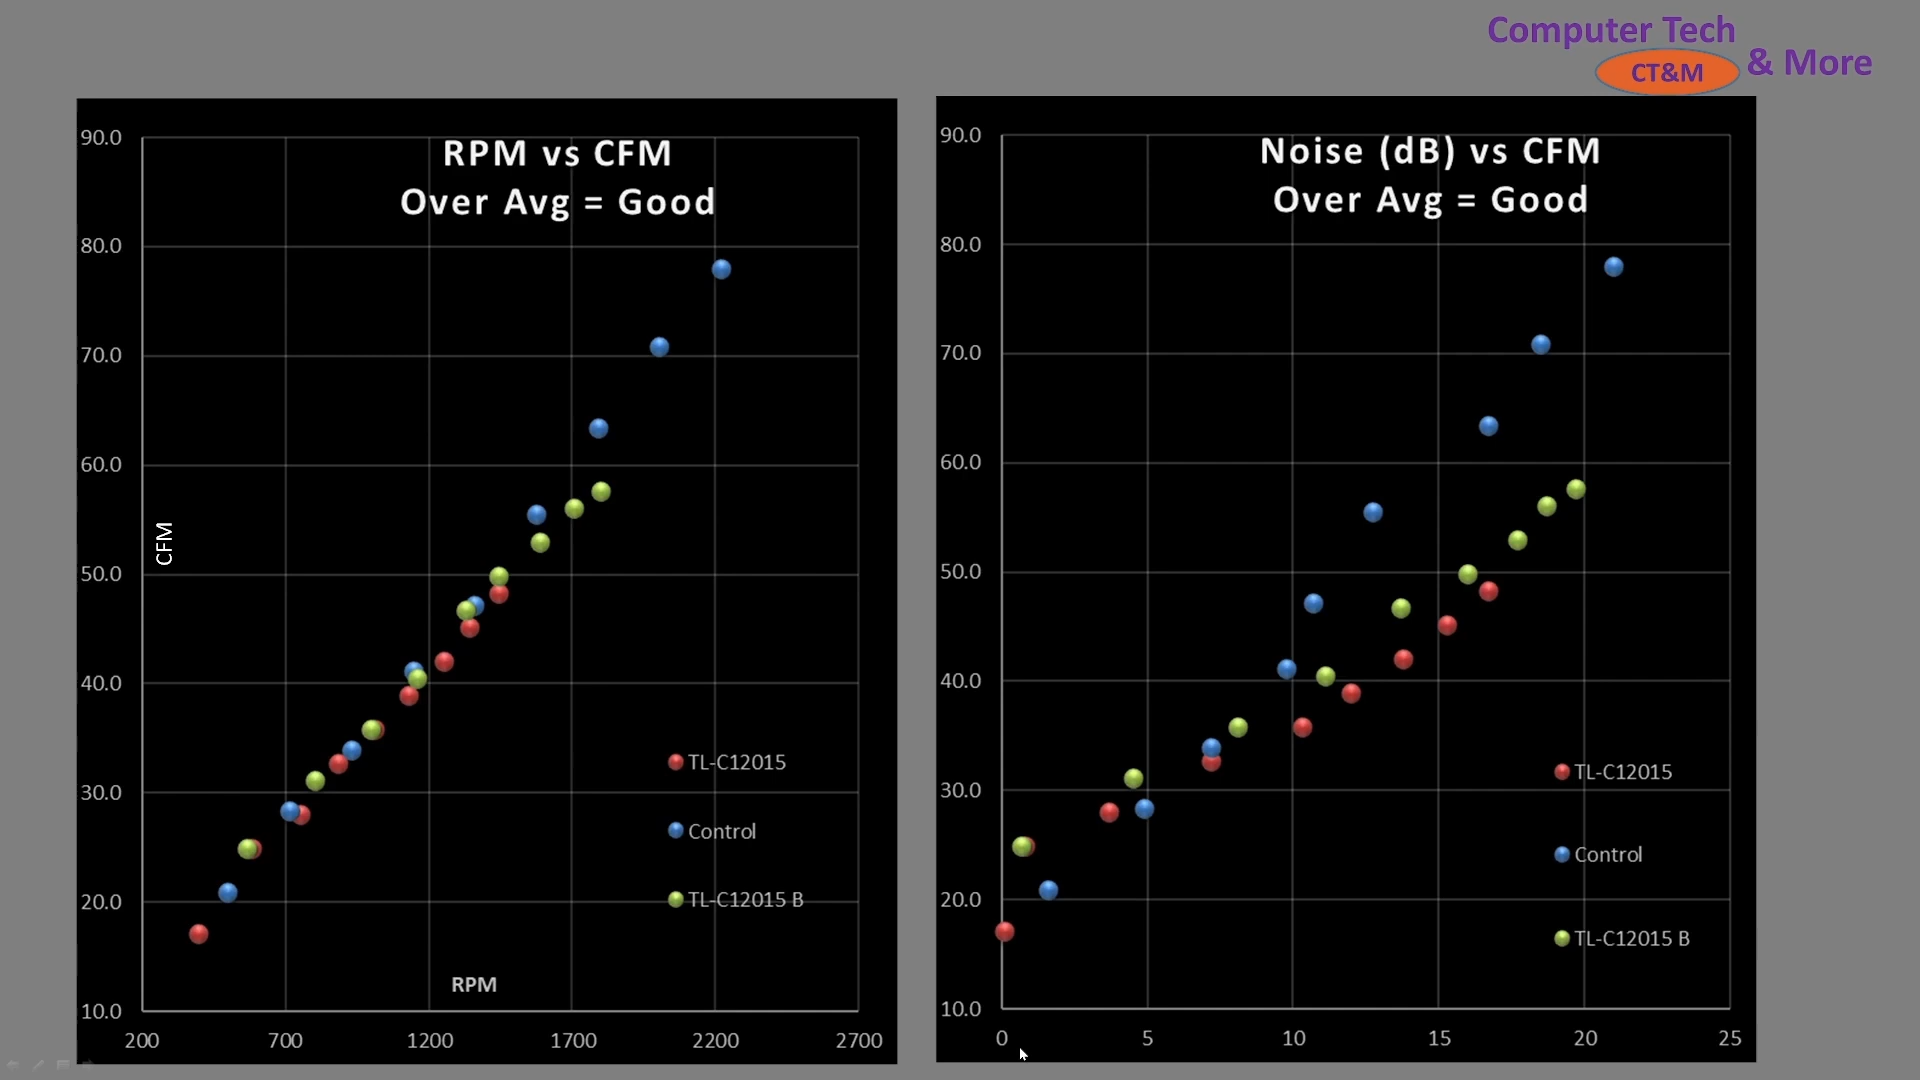 Computer Tech
CT&M
& More
RPM vs CFM
Over Avg = Good
90.0
80.0
70.0
60.0
50.0
40.0
30.0
20.0
10.0
CFM
TL-C12015
Control
TL-C12015 B
RPM
200 700 1200 1700 2200 2700
Noise (dB) vs CFM
Over Avg = Good
90.0
80.0
70.0
60.0
50.0
40.0
30.0
20.0
10.0
TL-C12015
Control
TL-C12015 B
0 5 10 15 20 25